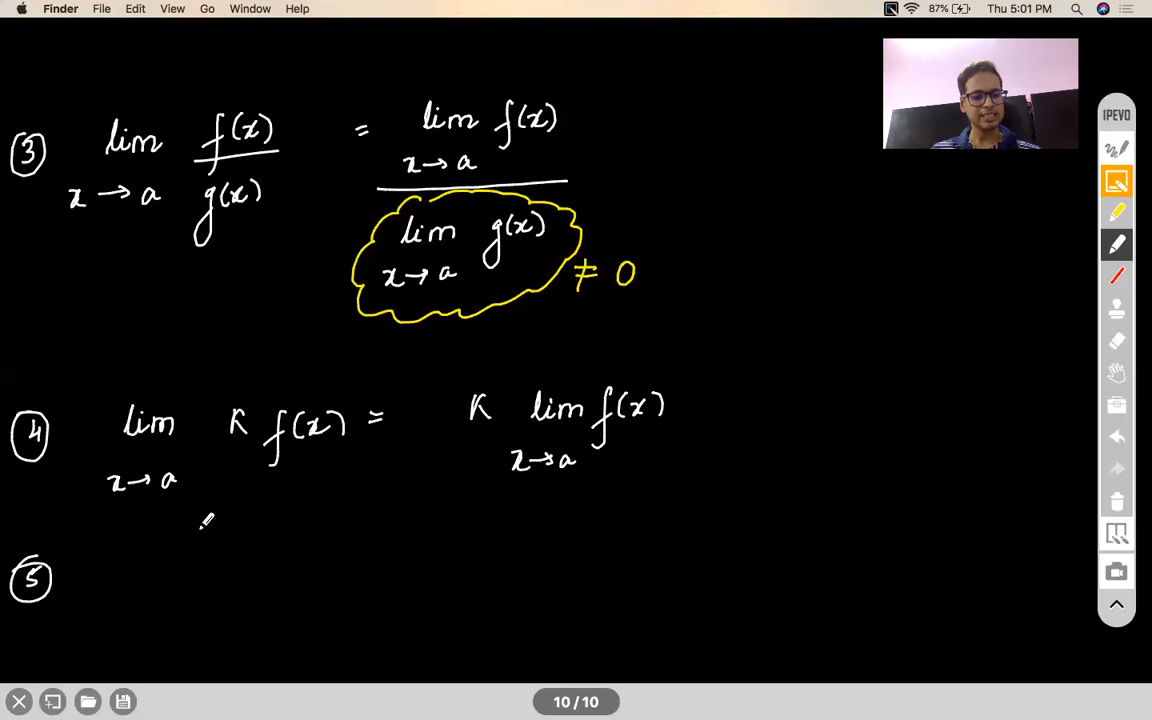 Finder File Edit View Go Window Help 87% Thu 5:01 PM
IPEVO
③ lim x→a f(x)/g(x) = lim x→a f(x) / lim x→a g(x) ≠ 0
④ lim x→a K f(x) = K lim x→a f(x)
⑤
10 / 10